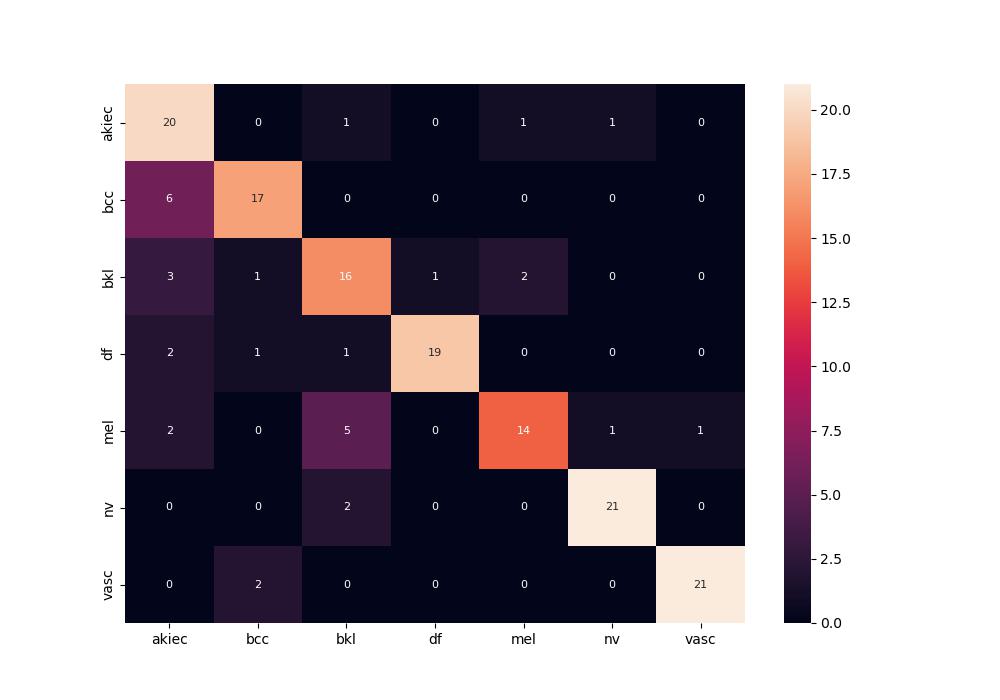 akiec 20 0 1 0 1 1 0
bcc 6 17 0 0 0 0 0
bkl 3 1 16 1 2 0 0
df 2 1 1 19 0 0 0
mel 2 0 5 0 14 1 1
nv 0 0 2 0 0 21 0
vasc 0 2 0 0 0 0 21
akiec bcc bkl df mel nv vasc
20.0
17.5
15.0
12.5
10.0
7.5
5.0
2.5
0.0